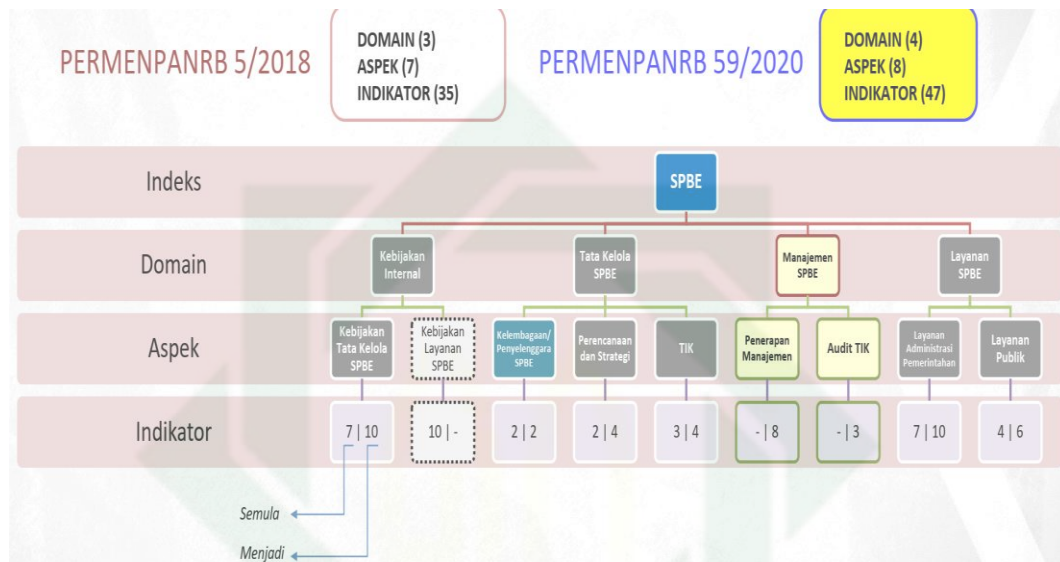 PERMENPANRB 5/2018
DOMAIN (3)
ASPEK (7)
INDIKATOR (35)
PERMENPANRB 59/2020
DOMAIN (4)
ASPEK (8)
INDIKATOR (47)
Indeks
SPBE
Domain
Kebijakan
Internal
Tata Kelola
SPBE
Manajemen
SPBE
Layanan
SPBE
Aspek
Kebijakan
Tata Kelola
SPBE
Kebijakan
Layanan
SPBE
Kelembagaan/
Penyelenggara
SPBE
Perencanaan
dan Strategi
TIK
Penerapan
Manajemen
Audit TIK
Layanan
Administrasi
Pemerintahan
Layanan
Publik
Indikator
7 | 10
10 | -
2 | 2
2 | 4
3 | 4
- | 8
- | 3
7 | 10
4 | 6
Semula
Menjadi